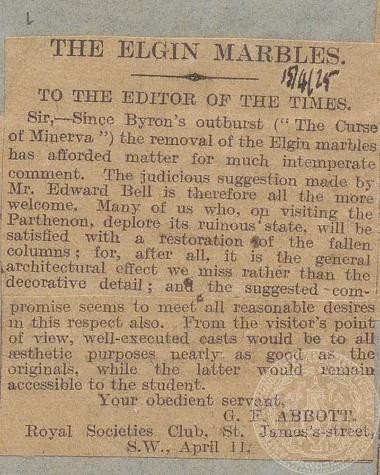 THE ELGIN MARBLES.
15/4/25
TO THE EDITOR OF THE TIMES.
Sir,—Since Byron's outburst (“ The Curse
of Minerva ”) the removal of the Elgin marbles
has afforded matter for much intemperate
comment. The judicious suggestion made by
Mr. Edward Bell is therefore all the more
welcome. Many of us who, on visiting the
Parthenon, deplore its ruinous state, will be
satisfied with a restoration of the fallen
columns ; for, after all, it is the general
architectural effect we miss rather than the
decorative detail ; and the suggested com-
promise seems to meet all reasonable desires
in this respect also. From the visitor's point
of view, well-executed casts would be to all
æsthetic purposes nearly as good as the
originals, while the latter would remain
accessible to the student.
Your obedient servant,
G. F. ABBOTT.
Royal Societies Club, St. James's-street,
S.W., April 11.